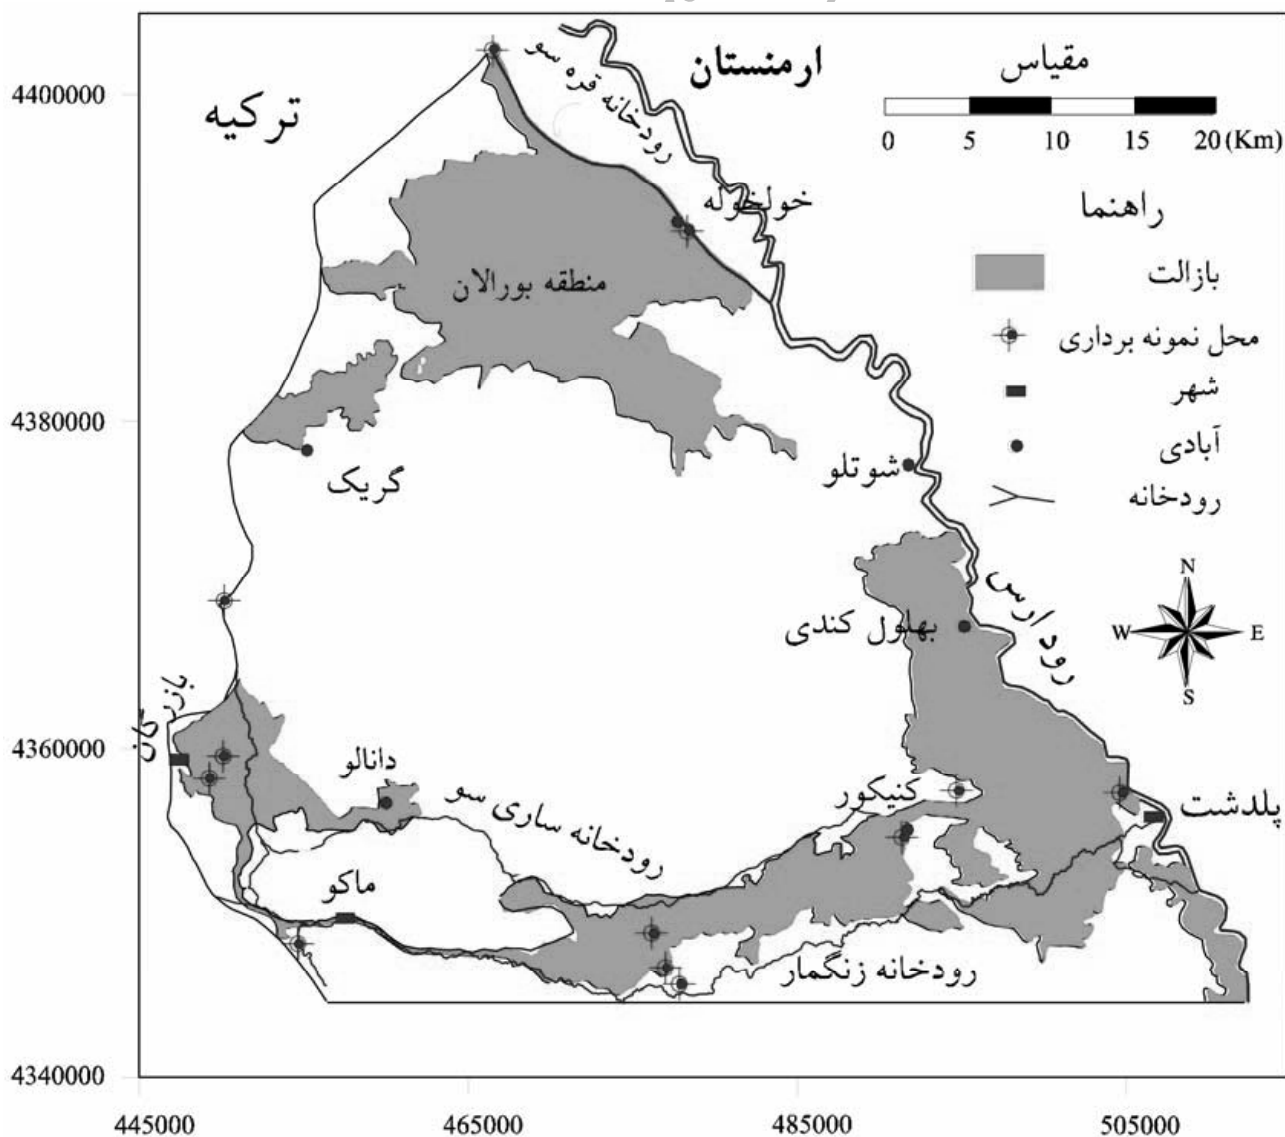 ترکیه
ارمنستان
رودخانه قره سو
مقیاس
0 5 10 15 20 (Km)
راهنما
بازالت
محل نمونه برداری
شهر
آبادی
رودخانه
N
W E
S
خولخوله
منطقه بورالان
گریک
شوتلو
بهلول کندی
رود ارس
بازرگان
دانالو
رودخانه ساری سو
کنیکور
پلدشت
ماکو
رودخانه زنگمار
4400000
4380000
4360000
4340000
445000 465000 485000 505000